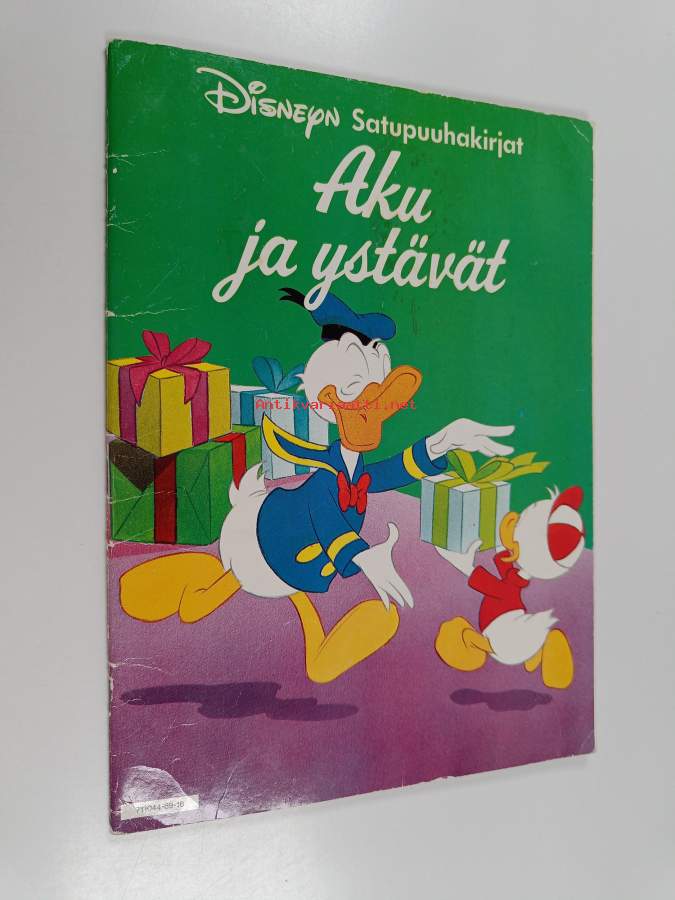 Disneyn Satupuuhakirjat
Aku
ja ystävät
Antikvariaatti.net